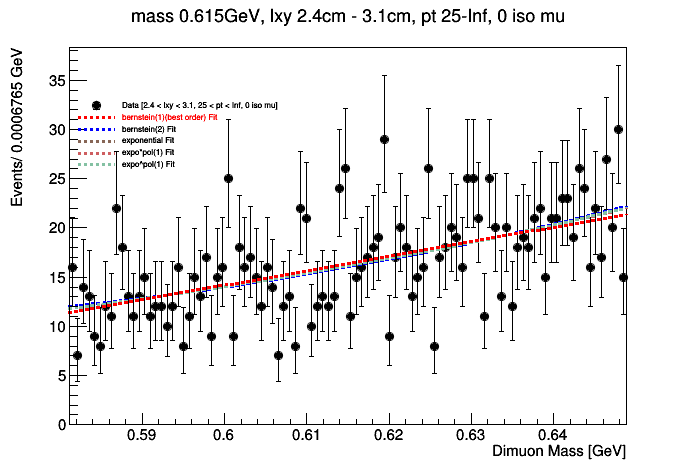 mass 0.615GeV, lxy 2.4cm - 3.1cm, pt 25-Inf, 0 iso mu
Events/ 0.0006765 GeV
35
30
25
20
15
10
5
0
Data [2.4 < lxy < 3.1, 25 < pt < Inf, 0 iso mu]
bernstein(1)(best order) Fit
bernstein(2) Fit
exponential Fit
expo*pol(1) Fit
expo*pol(1) Fit
0.59
0.6
0.61
0.62
0.63
0.64
Dimuon Mass [GeV]